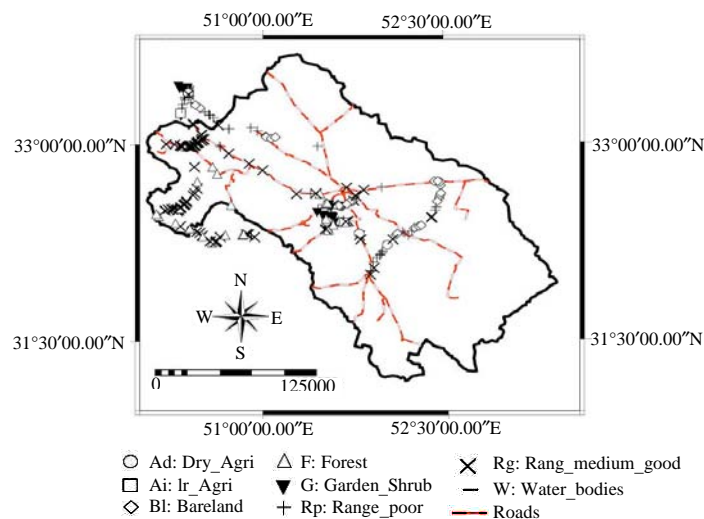 51°00′00.00″E 52°30′00.00″E
33°00′00.00″N 33°00′00.00″N
N
W E
S
31°30′00.00″N 31°30′00.00″N
0 125000
51°00′00.00″E 52°30′00.00″E
Ad: Dry_Agri F: Forest Rg: Rang_medium_good
Ai: lr_Agri G: Garden_Shrub W: Water_bodies
Bl: Bareland Rp: Range_poor Roads